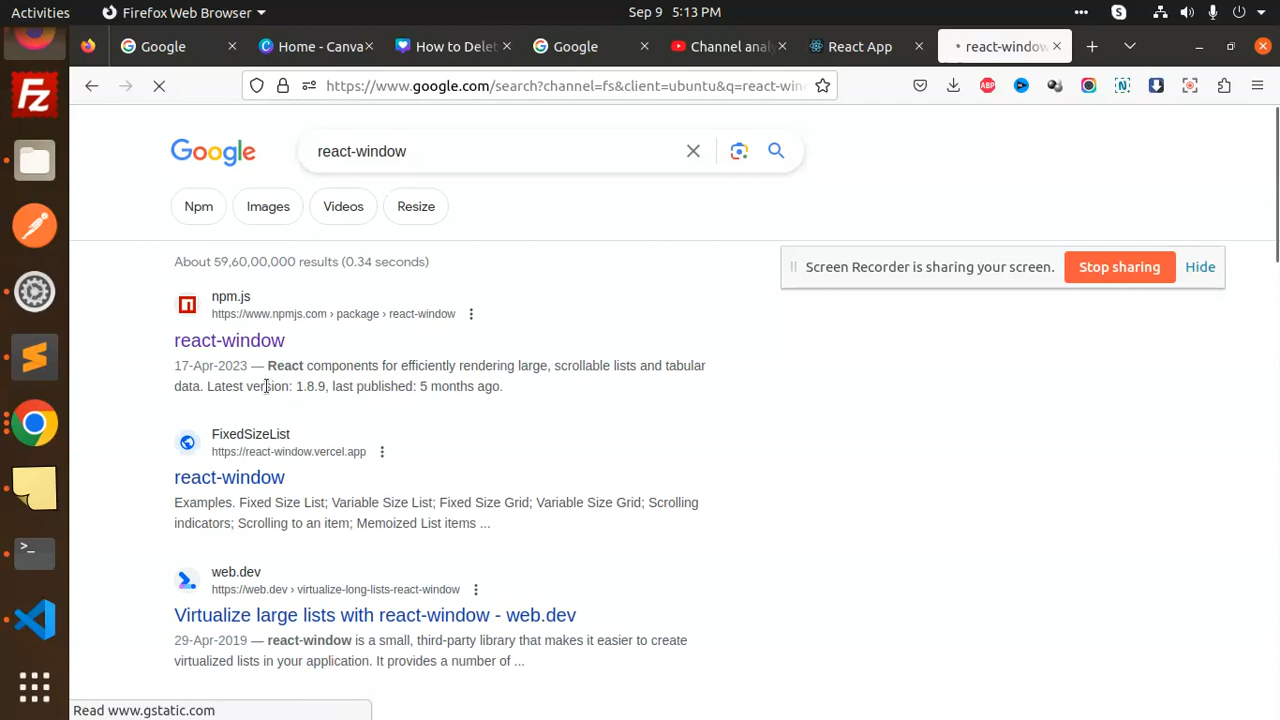 Activities
Firefox Web Browser
Sep 9 5:13 PM
Google
Home - Canva
How to Delet
Google
Channel anal
React App
react-window
https://www.google.com/search?channel=fs&client=ubuntu&q=react-win
ABP
Google
react-window
Npm
Images
Videos
Resize
About 59,60,00,000 results (0.34 seconds)
Screen Recorder is sharing your screen.
Stop sharing
Hide
npm.js
https://www.npmjs.com › package › react-window
react-window
17-Apr-2023 — React components for efficiently rendering large, scrollable lists and tabular
data. Latest version: 1.8.9, last published: 5 months ago.
FixedSizeList
https://react-window.vercel.app
react-window
Examples. Fixed Size List; Variable Size List; Fixed Size Grid; Variable Size Grid; Scrolling
indicators; Scrolling to an item; Memoized List items ...
web.dev
https://web.dev › virtualize-long-lists-react-window
Virtualize large lists with react-window - web.dev
29-Apr-2019 — react-window is a small, third-party library that makes it easier to create
virtualized lists in your application. It provides a number of ...
Read www.gstatic.com